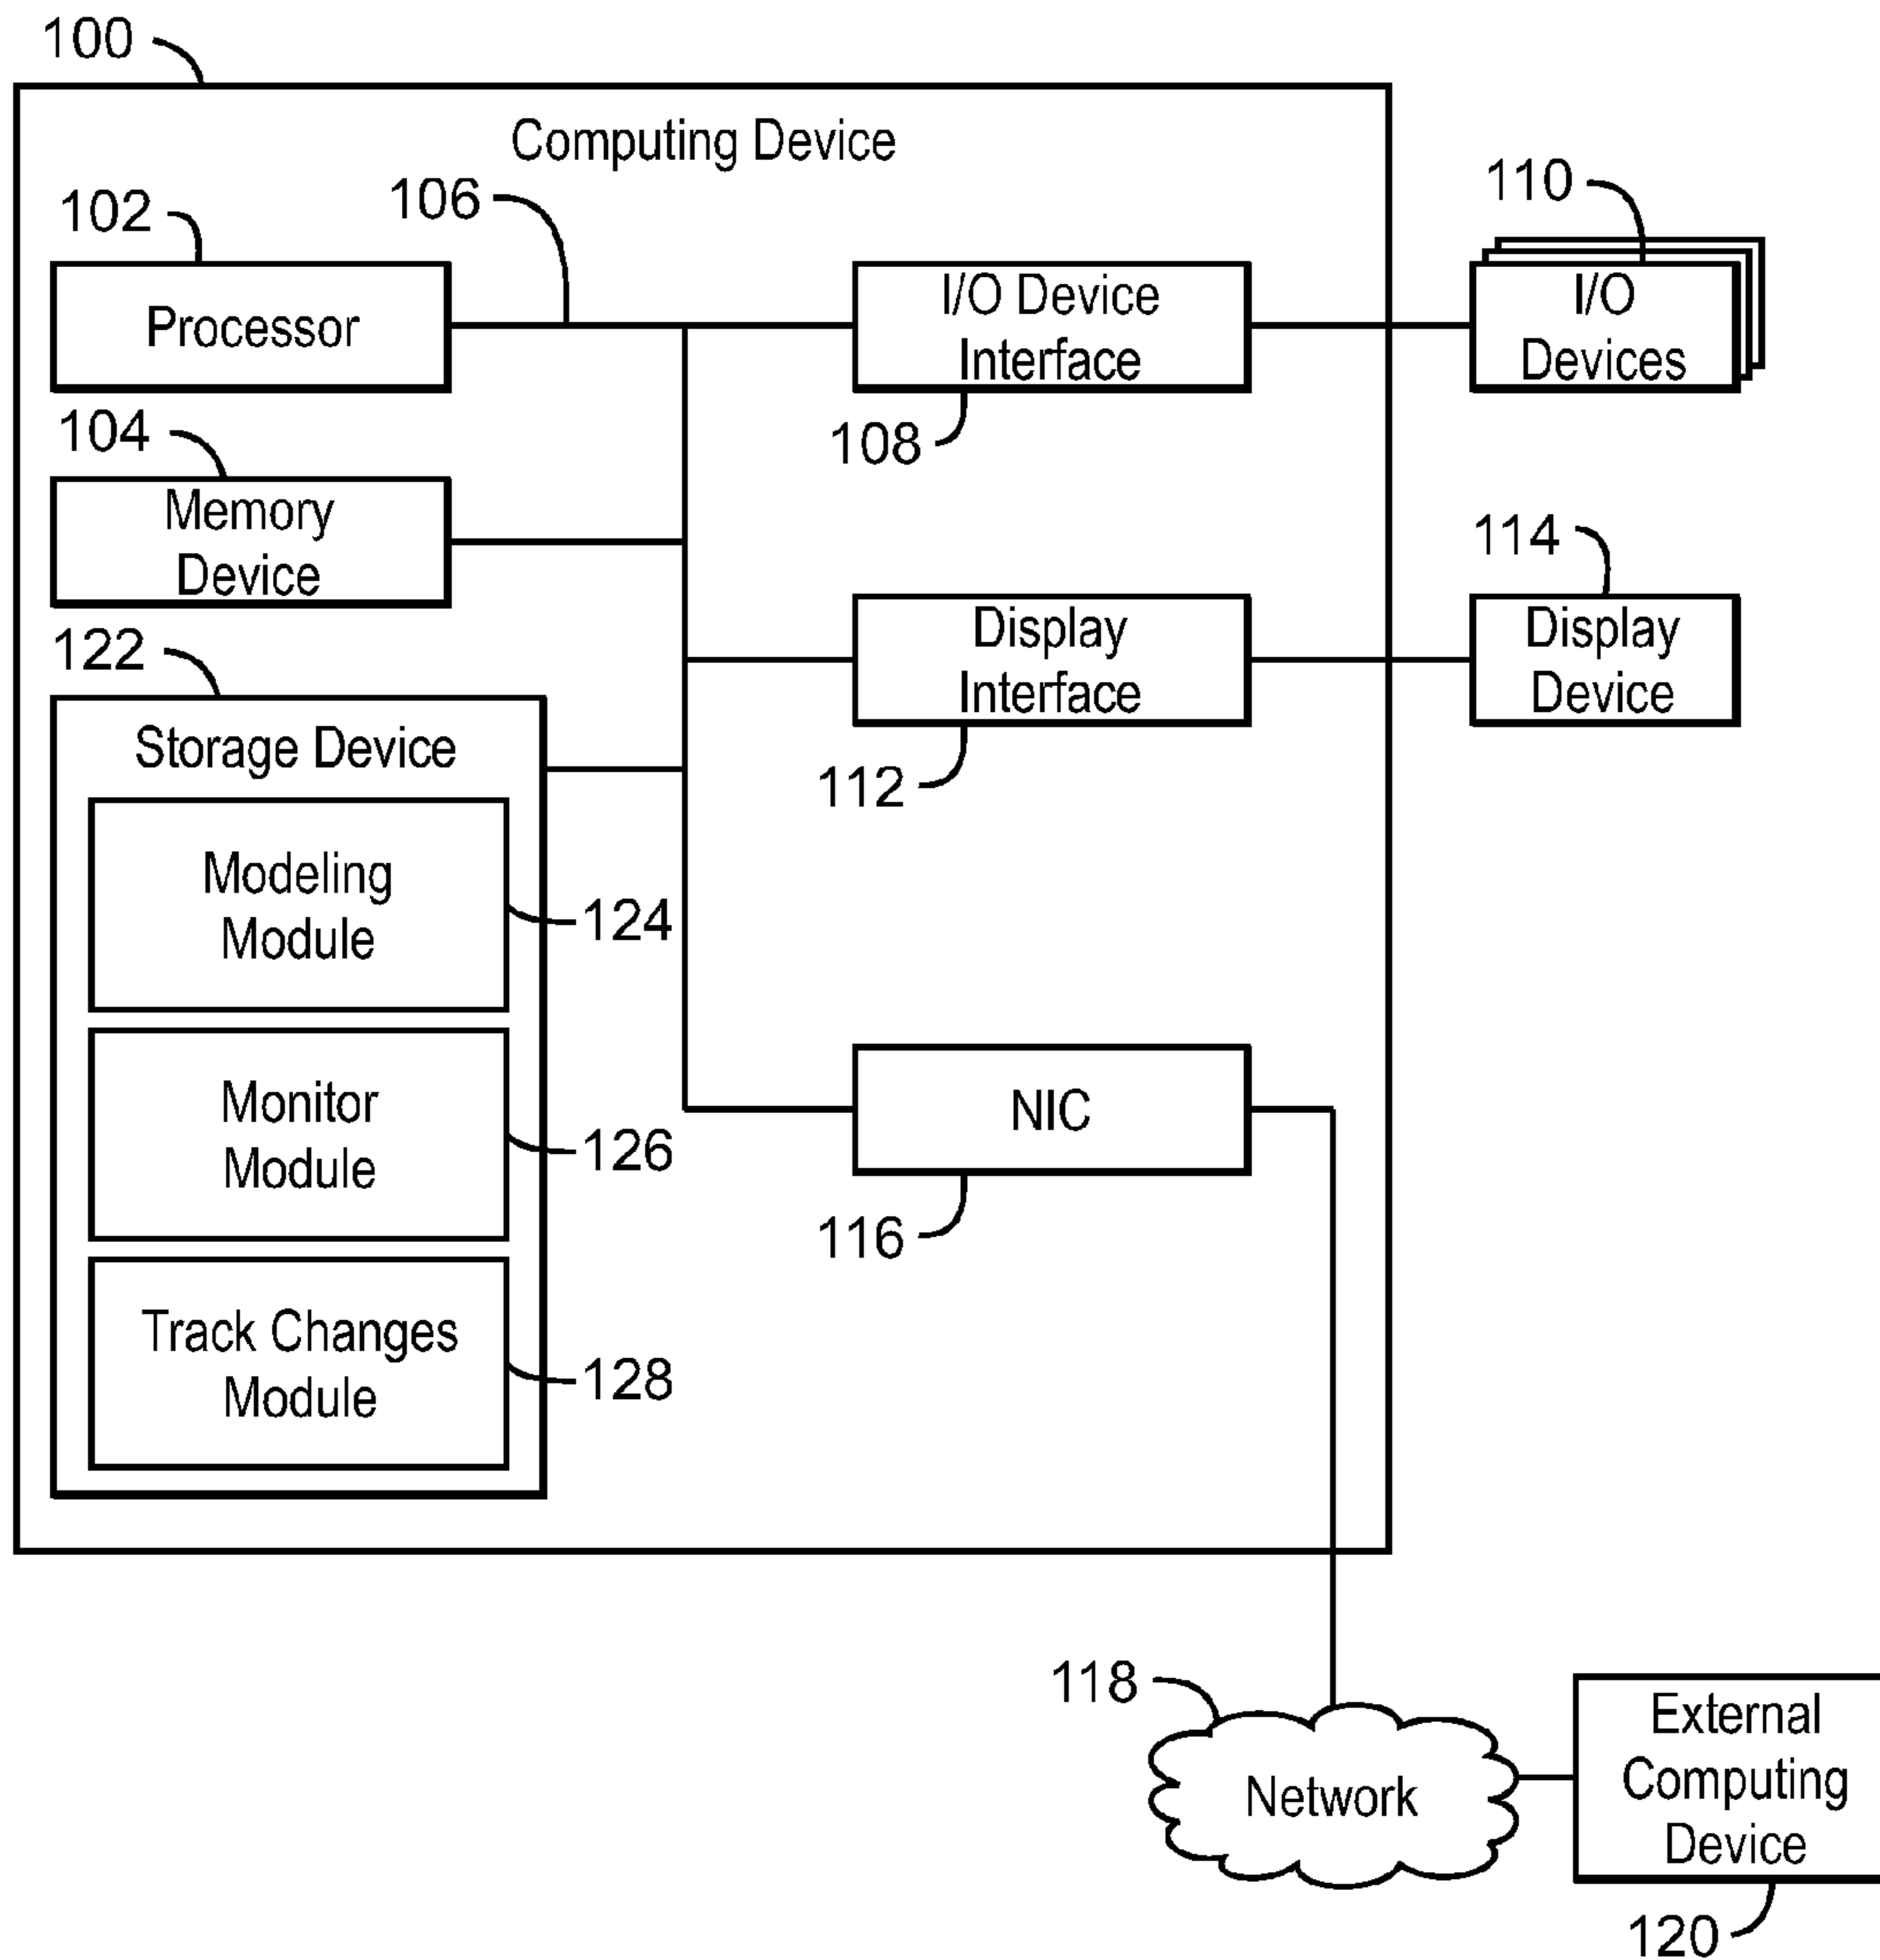 100
Computing Device
102
106
110
Processor
I/O Device
Interface
I/O
Devices
104
108
Memory
Device
114
122
Display
Interface
Display
Device
Storage Device
112
Modeling
Module
124
Monitor
Module
126
NIC
116
Track Changes
Module
128
118
Network
External
Computing
Device
120